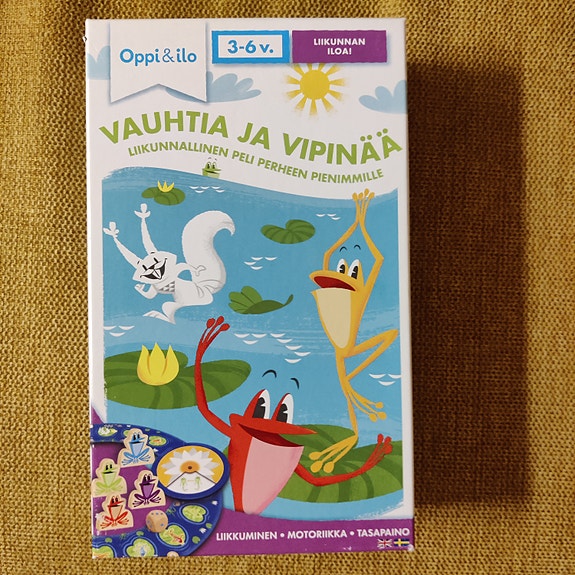 Oppi&ilo
3-6 v.
LIIKUNNAN
ILOA!
VAUHTIA JA VIPINÄÄ
LIIKUNNALLINEN PELI PERHEEN PIENIMMILLE
LIIKKUMINEN • MOTORIIKKA • TASAPAINO